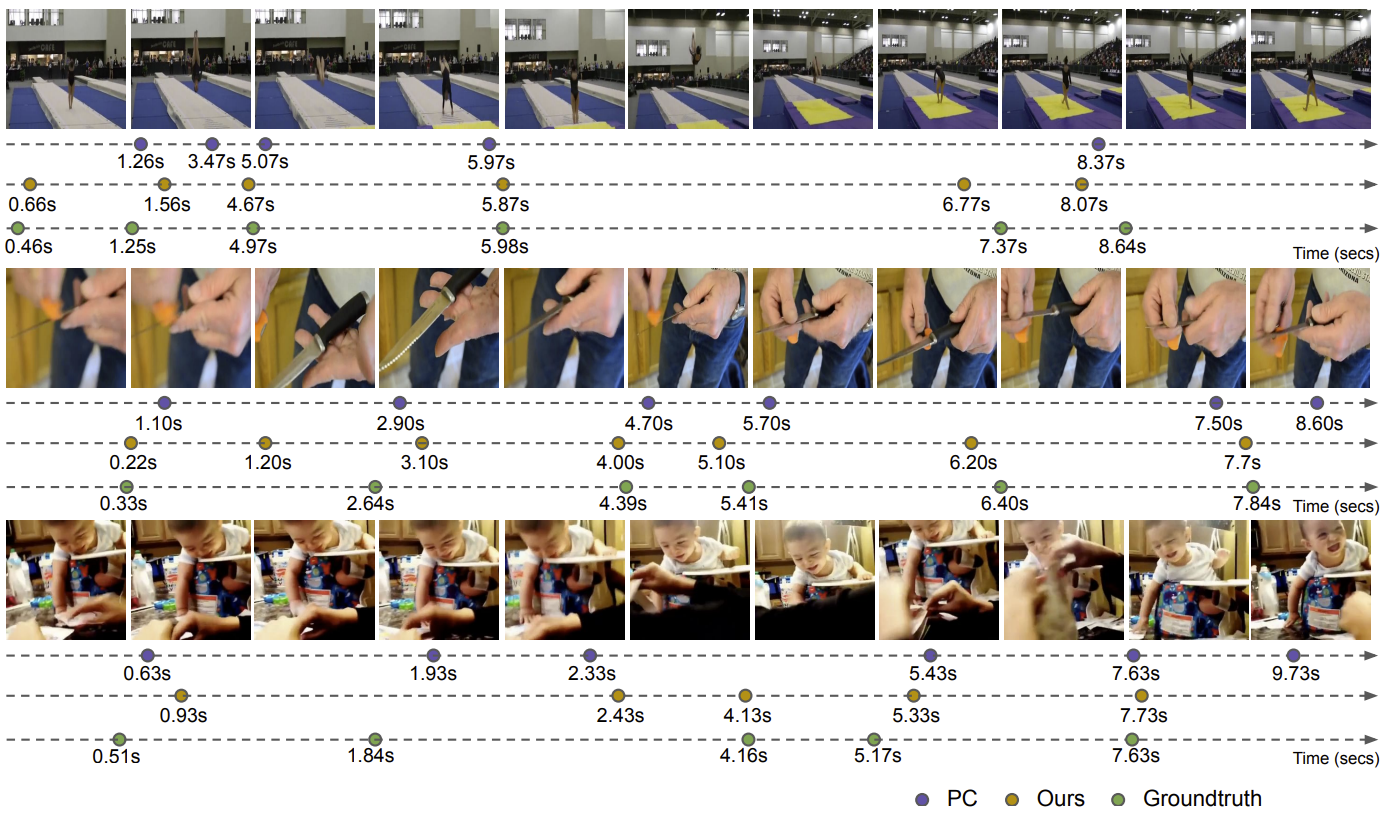 1.26s 3.47s 5.07s 5.97s 8.37s
0.66s 1.56s 4.67s 5.87s 6.77s 8.07s
0.46s 1.25s 4.97s 5.98s 7.37s 8.64s Time (secs)
1.10s 2.90s 4.70s 5.70s 7.50s 8.60s
0.22s 1.20s 3.10s 4.00s 5.10s 6.20s 7.7s
0.33s 2.64s 4.39s 5.41s 6.40s 7.84s Time (secs)
0.63s 1.93s 2.33s 5.43s 7.63s 9.73s
0.93s 2.43s 4.13s 5.33s 7.73s
0.51s 1.84s 4.16s 5.17s 7.63s Time (secs)
PC Ours Groundtruth